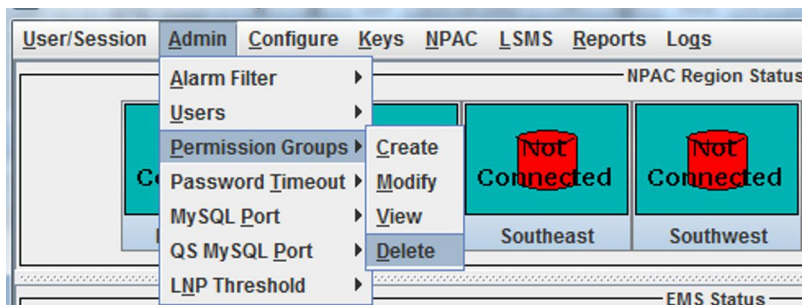 User/Session Admin Configure Keys NPAC LSMS Reports Logs
NPAC Region Status
Alarm Filter
Users
Permission Groups
Password Timeout
MySQL Port
QS MySQL Port
LNP Threshold
Create
Modify
View
Delete
Not
Connected
Southeast
Not
Connected
Southwest
EMS Status